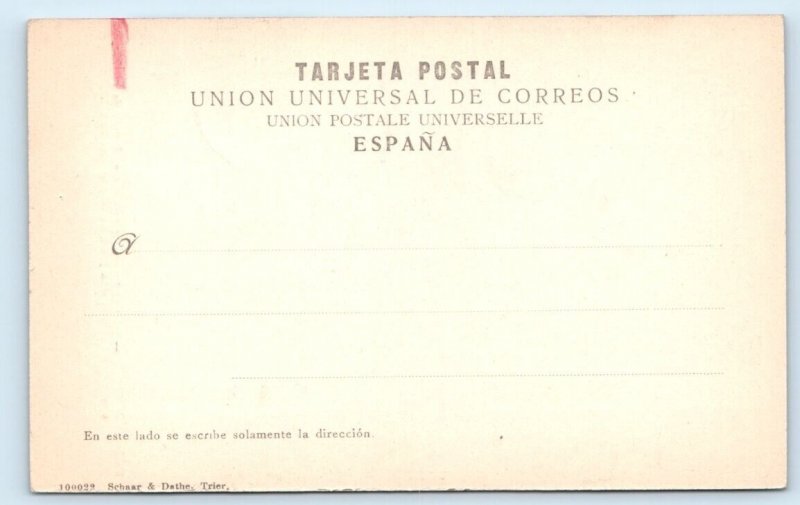 TARJETA POSTAL
UNION UNIVERSAL DE CORREOS
UNION POSTALE UNIVERSELLE
ESPAÑA
A
En este lado se escribe solamente la dirección.
100022 Schaar & Dathe, Trier.